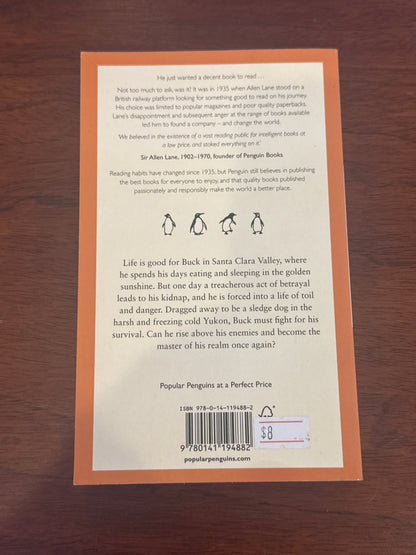 He just wanted a decent book to read ...
Not too much to ask, was it? It was in 1935 when Allen Lane stood on a
British railway platform looking for something good to read on his journey.
His choice was limited to popular magazines and poor quality paperbacks.
Lane's disappointment and subsequent anger at the range of books available
led him to found a company – and change the world.
'We believed in the existence of a vast reading public for intelligent books at
a low price, and staked everything on it.'
Sir Allen Lane, 1902–1970, founder of Penguin Books
Reading habits have changed since 1935, but Penguin still believes in publishing
the best books for everyone to enjoy, and that quality books published
passionately and responsibly make the world a better place.
Life is good for Buck in Santa Clara Valley, where
he spends his days eating and sleeping in the golden
sunshine. But one day a treacherous act of betrayal
leads to his kidnap, and he is forced into a life of toil
and danger. Dragged away to be a sledge dog in the
harsh and freezing cold Yukon, Buck must fight for his
survival. Can he rise above his enemies and become the
master of his realm once again?
Popular Penguins at a Perfect Price
ISBN 978-0-14-119488-2
9 780141 194882
$8
popularpenguins.com